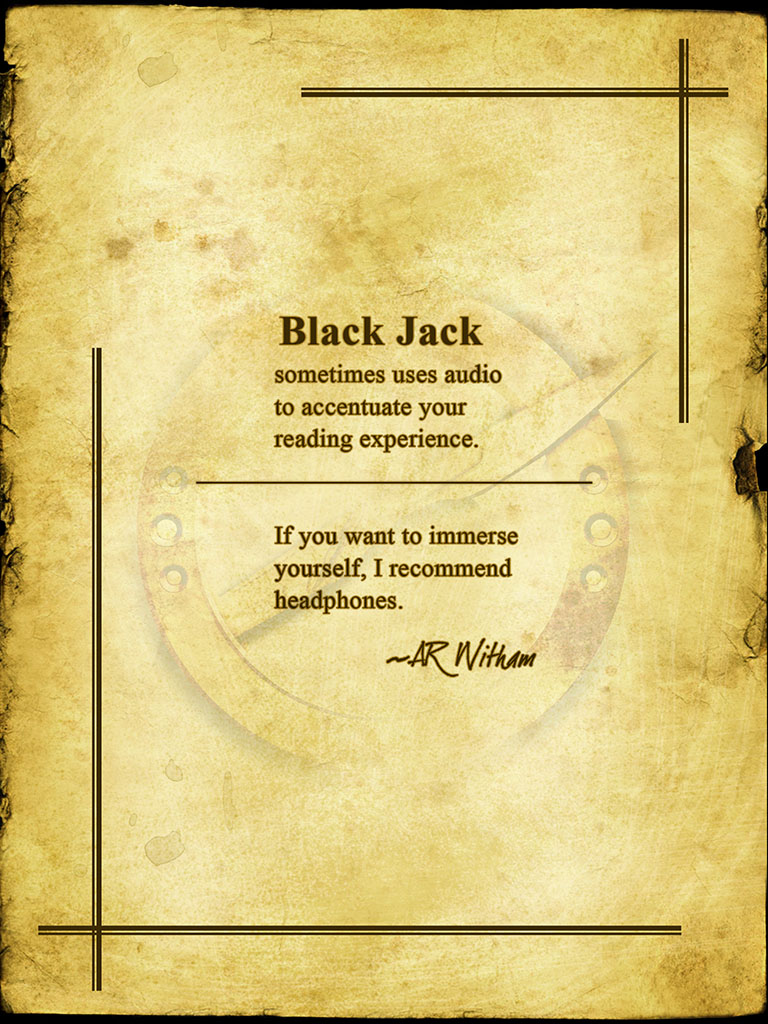 Black Jack
sometimes uses audio
to accentuate your
reading experience.
If you want to immerse
yourself, I recommend
headphones.
~AR Witham